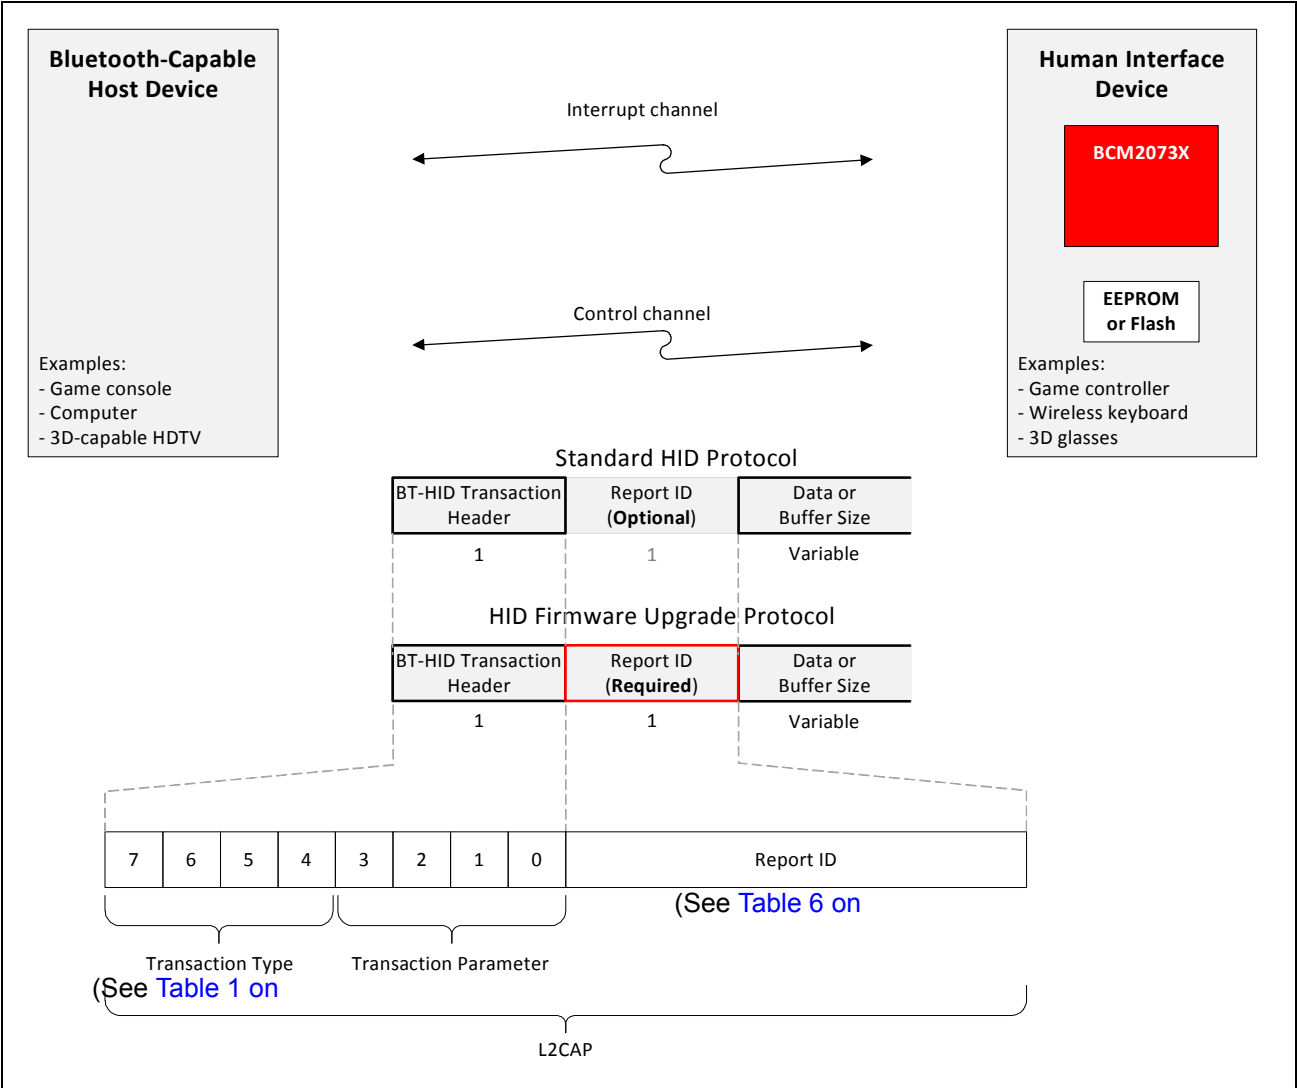 Bluetooth-Capable
Host Device
Examples:
- Game console
- Computer
- 3D-capable HDTV
Interrupt channel
Control channel
Human Interface
Device
BCM2073X
EEPROM
or Flash
Examples:
- Game controller
- Wireless keyboard
- 3D glasses
Standard HID Protocol
BT-HID Transaction
Header
Report ID
(Optional)
Data or
Buffer Size
1 1 Variable
HID Firmware Upgrade Protocol
BT-HID Transaction
Header
Report ID
(Required)
Data or
Buffer Size
1 1 Variable
7 6 5 4 3 2 1 0 Report ID
(See Table 6 on
Transaction Type
(See Table 1 on
Transaction Parameter
L2CAP